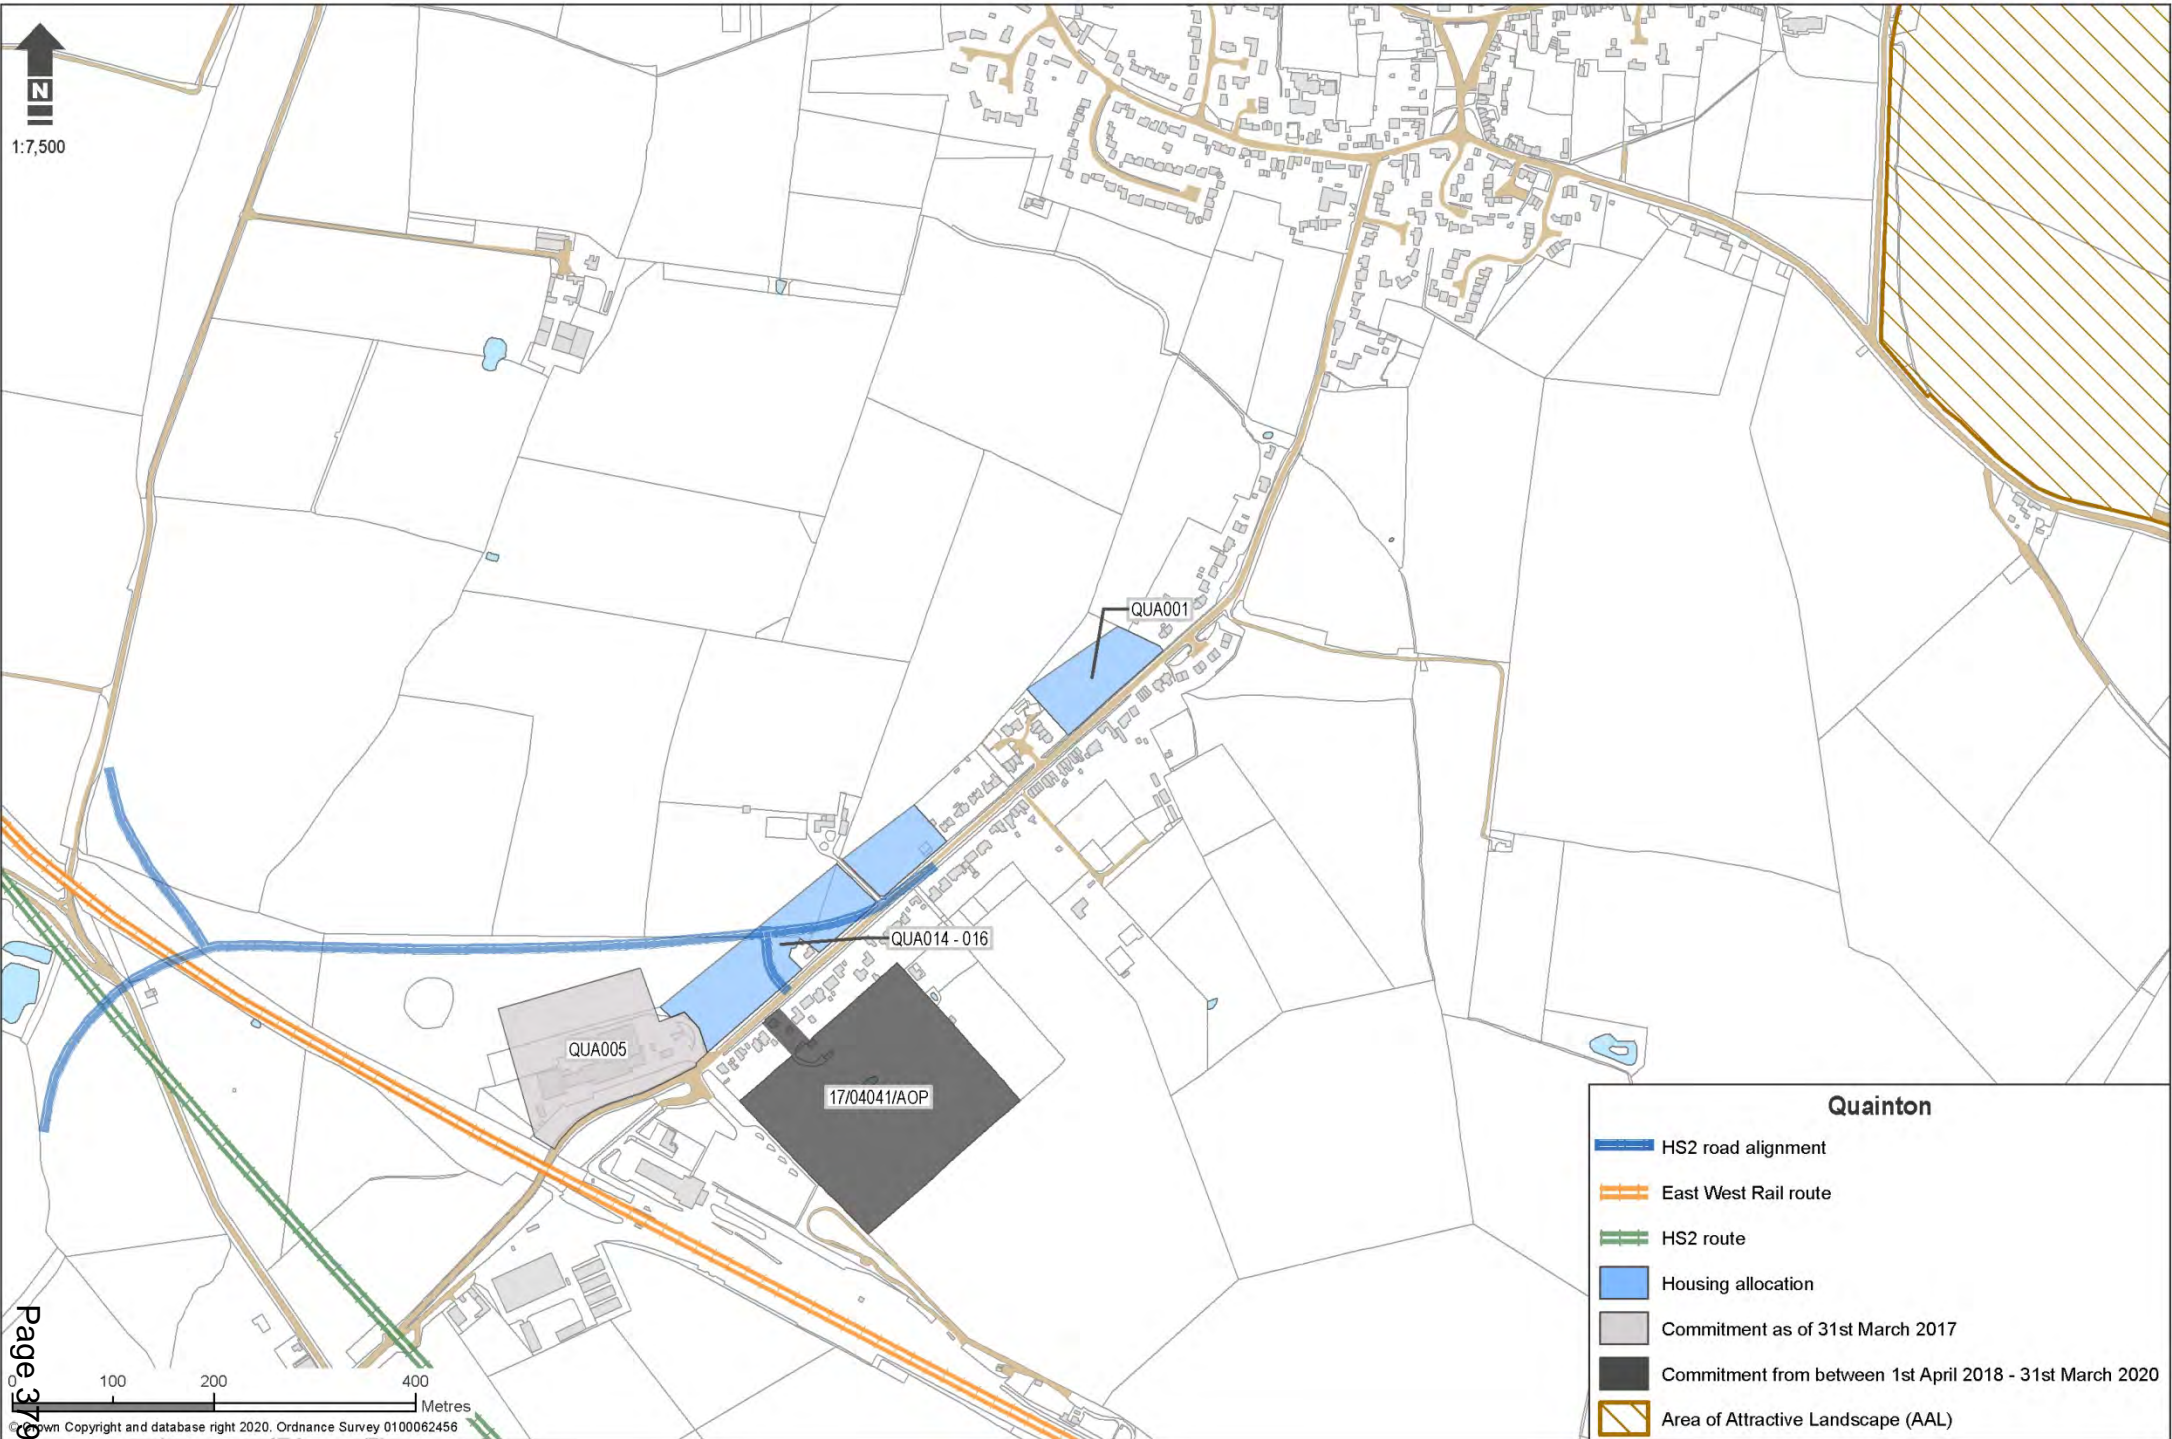 N
1:7,500
QUA001
QUA014 - 016
QUA005
17/04041/AOP
Quainton
HS2 road alignment
East West Rail route
HS2 route
Housing allocation
Commitment as of 31st March 2017
Commitment from between 1st April 2018 - 31st March 2020
Area of Attractive Landscape (AAL)
0 100 200 400
Metres
© Crown Copyright and database right 2020. Ordnance Survey 0100062456
Page 379